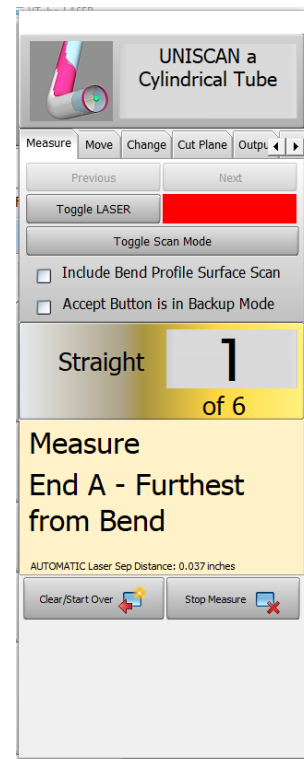 UNISCAN a
Cylindrical Tube
Measure Move Change Cut Plane
Previous Next
Toggle LASER
Toggle Scan Mode
Include Bend Profile Surface Scan
Accept Button is in Backup Mode
Straight 1
of 6
Measure
End A - Furthest
from Bend
AUTOMATIC Laser Sep Distance: 0.037 inches
Clear/Start Over Stop Measure